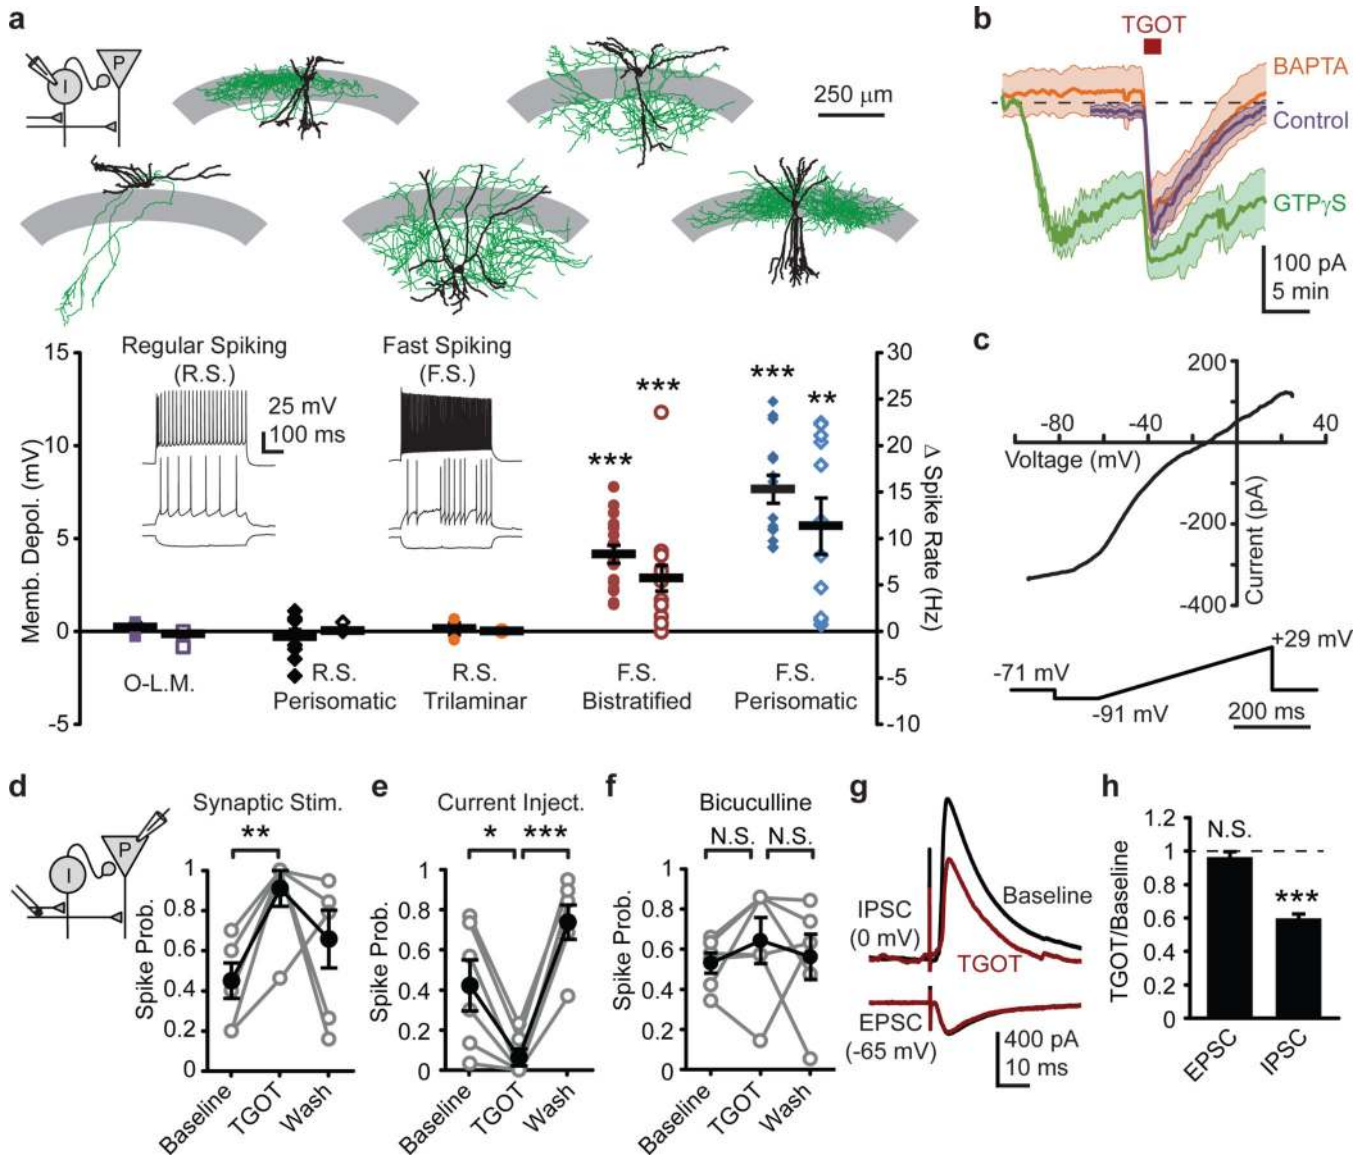 a
P
I
250 μm
b
TGOT
BAPTA
Control
GTPγS
100 pA
5 min
15
10
5
0
-5
Memb. Depol. (mV)
Regular Spiking
(R.S.)
25 mV
100 ms
Fast Spiking
(F.S.)
***
***
***
**
30
25
20
15
10
5
0
-5
-10
Δ Spike Rate (Hz)
O-L.M.
R.S.
Perisomatic
R.S.
Trilaminar
F.S.
Bistratified
F.S.
Perisomatic
c
200
-80
-40
40
Voltage (mV)
-200
-400
Current (pA)
-71 mV
-91 mV
+29 mV
200 ms
d
P
I
Synaptic Stim.
**
1
0.8
0.6
0.4
0.2
0
Spike Prob.
Baseline
TGOT
Wash
e
Current Inject.
*
***
1
0.8
0.6
0.4
0.2
0
Spike Prob.
Baseline
TGOT
Wash
f
Bicuculline
N.S.
N.S.
1
0.8
0.6
0.4
0.2
0
Spike Prob.
Baseline
TGOT
Wash
g
Baseline
IPSC
(0 mV)
TGOT
EPSC
(-65 mV)
400 pA
10 ms
h
1.2
1
0.8
0.6
0.4
0.2
0
TGOT/Baseline
N.S.
***
EPSC
IPSC